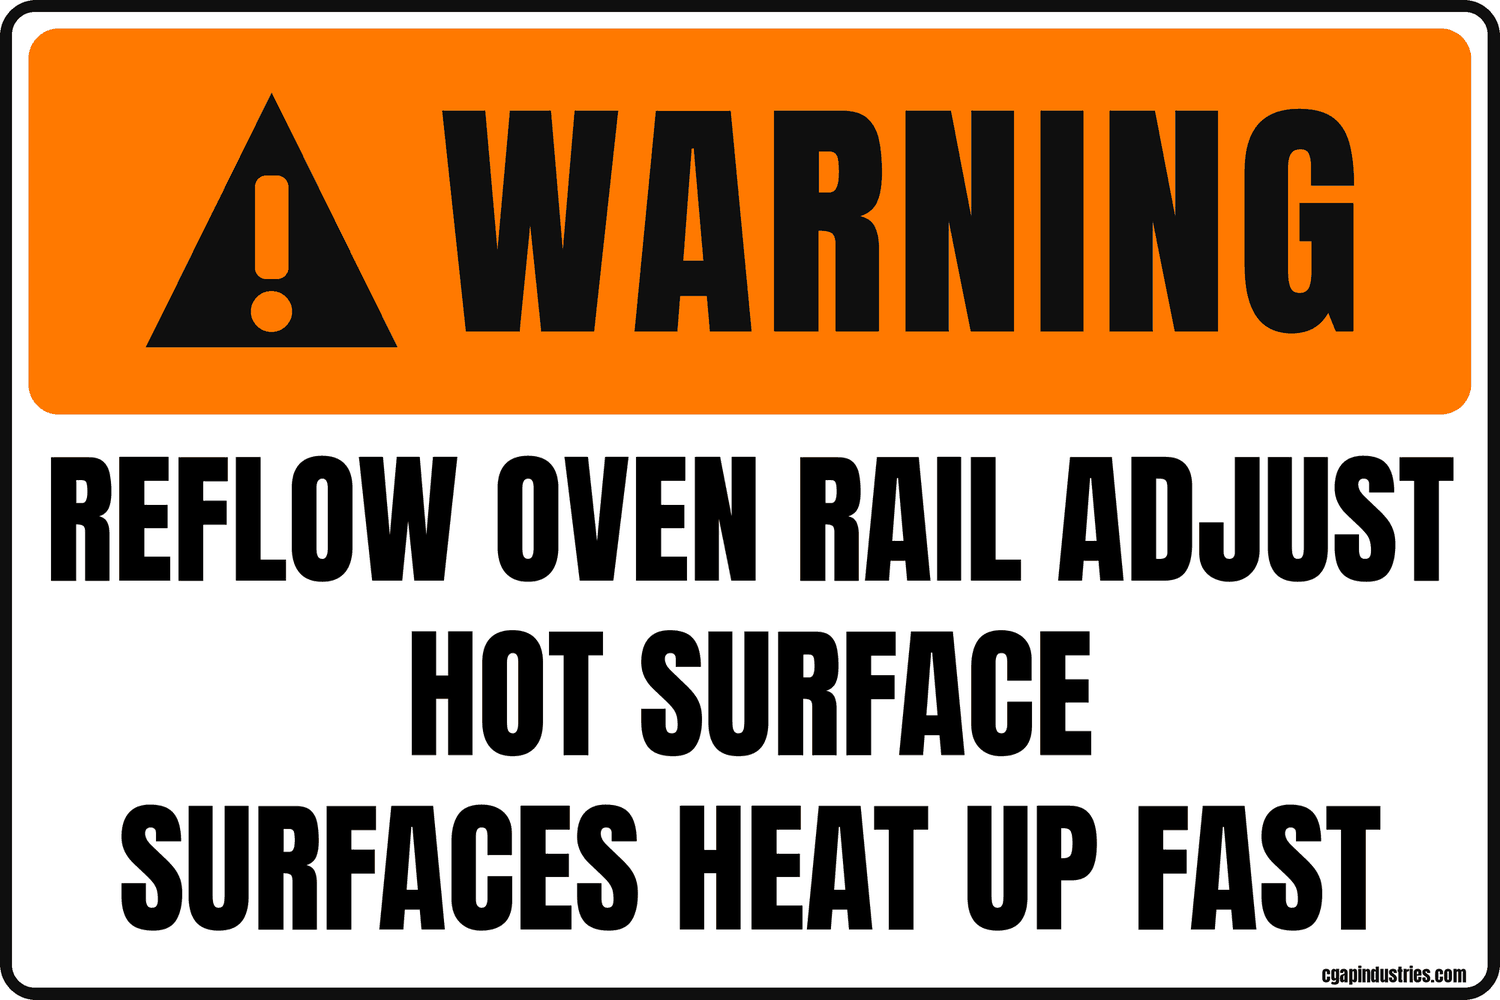 WARNING
REFLOW OVEN RAIL ADJUST
HOT SURFACE
SURFACES HEAT UP FAST
cgapindustries.com